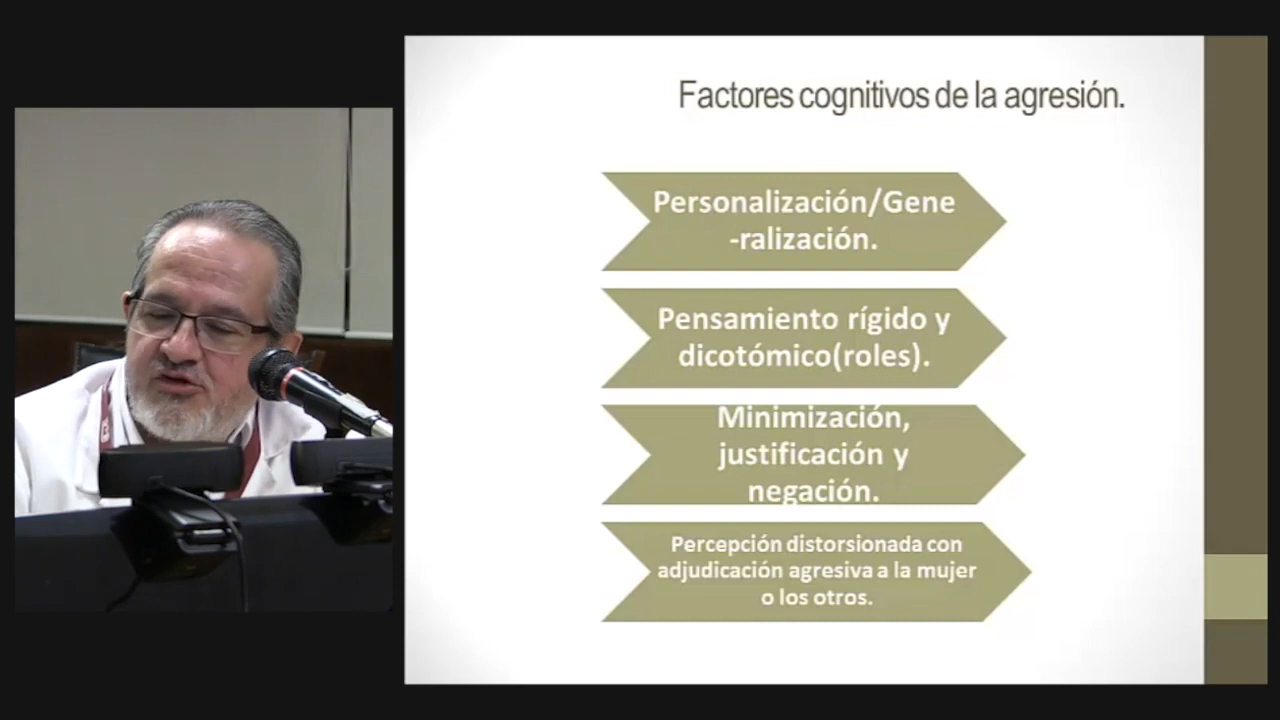 Factores cognitivos de la agresión.
Personalización/Gene
-ralización.
Pensamiento rígido y
dicotómico(roles).
Minimización,
justificación y
negación.
Percepción distorsionada con
adjudicación agresiva a la mujer
o los otros.